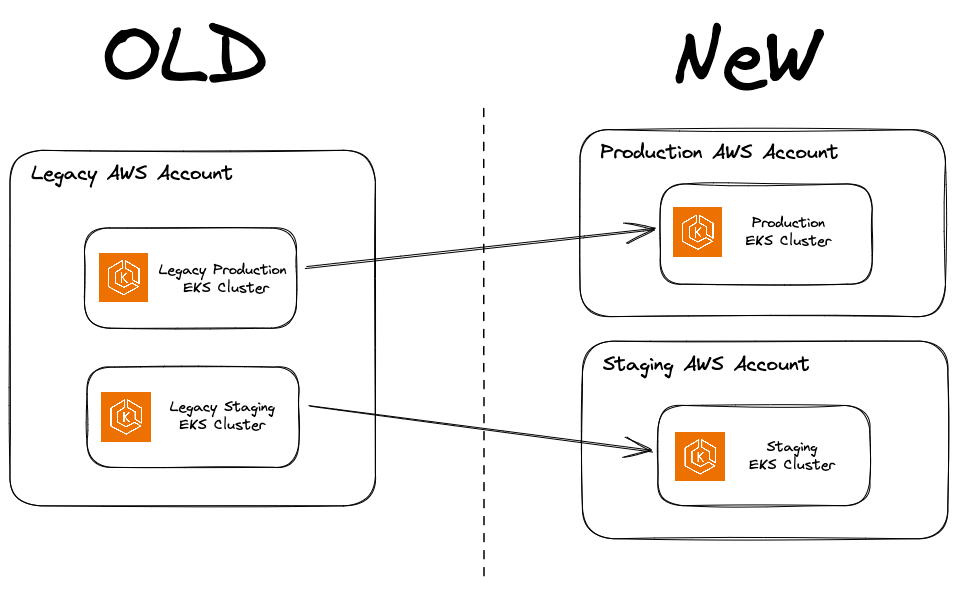 OLD
NeW
Legacy AWS Account
Legacy Production
EKS Cluster
Legacy Staging
EKS Cluster
Production AWS Account
Production
EKS Cluster
Staging AWS Account
Staging
EKS Cluster
K
K
K
K